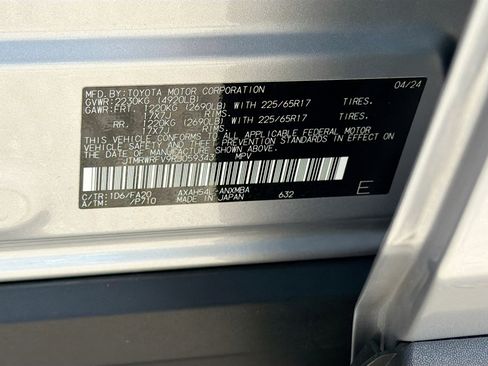 MFD. BY: TOYOTA MOTOR CORPORATION 04/24
GVWR: 2230KG (4920LB)
GAWR: FRT 1220KG (2690LB) WITH 225/65R17 TIRES.
17X7J RIMS.
RR 1220KG (2690LB) WITH 225/65R17 TIRES.
17X7J RIMS.
THIS VEHICLE CONFORMS TO ALL APPLICABLE FEDERAL MOTOR
VEHICLE SAFETY AND THEFT PREVENTION STANDARDS IN EFFECT ON
THE DATE OF MANUFACTURE SHOWN ABOVE.
MPV
C/TR: 1D6/FA20 AXAH54L-ANXMBA E
A/TM: /P710 MADE IN JAPAN 632